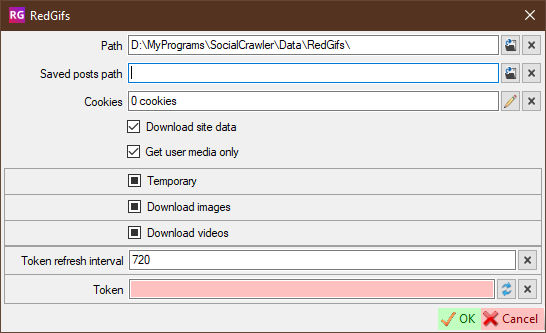 RG RedGifs
Path D:\MyPrograms\SocialCrawler\Data\RedGifs\
Saved posts path
Cookies 0 cookies
Download site data
Get user media only
Temporary
Download images
Download videos
Token refresh interval 720
Token
OK Cancel